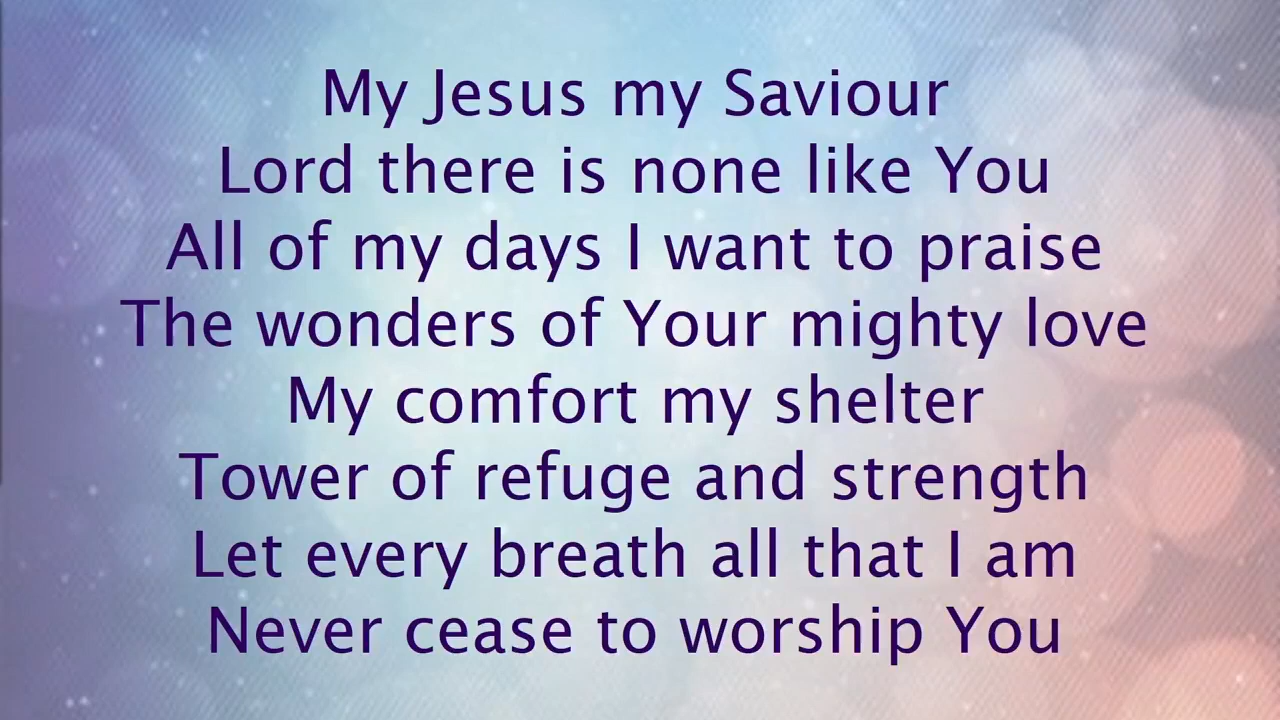 My Jesus my Saviour
Lord there is none like You
All of my days I want to praise
The wonders of Your mighty love
My comfort my shelter
Tower of refuge and strength
Let every breath all that I am
Never cease to worship You